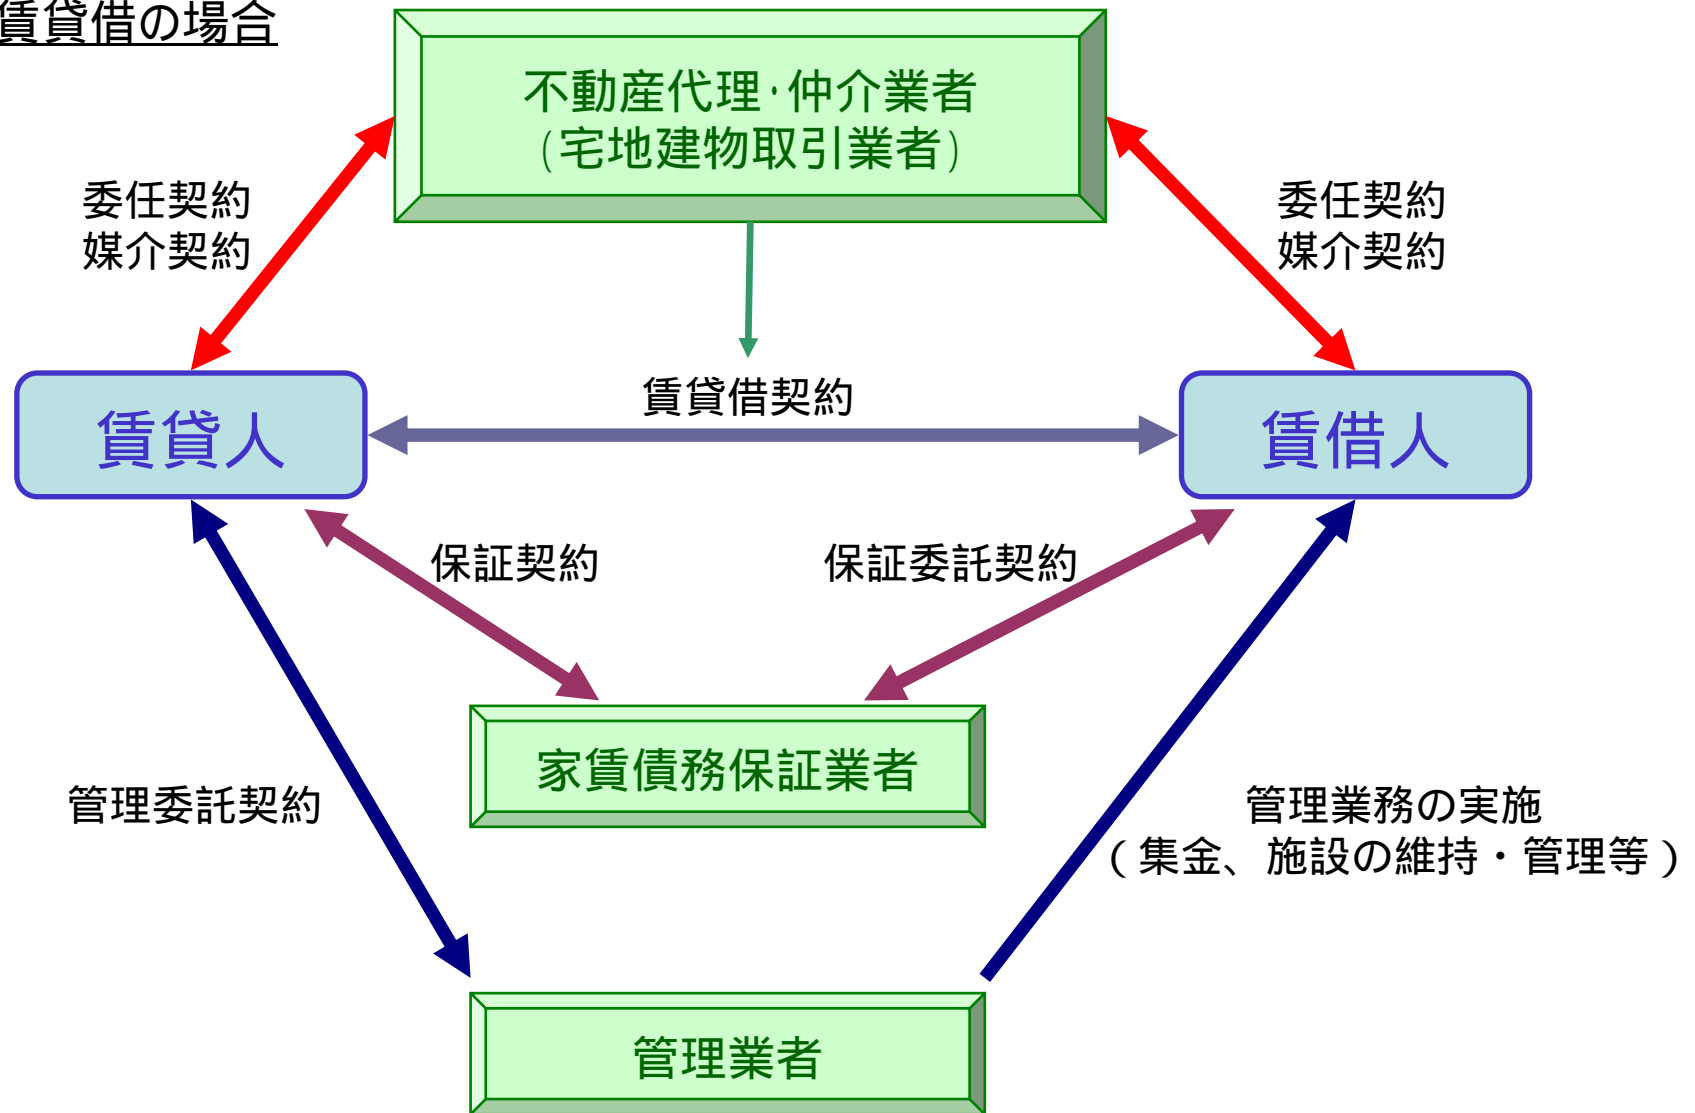 賃貸借の場合
不動産代理・仲介業者
(宅地建物取引業者)
委任契約
媒介契約
委任契約
媒介契約
賃貸借契約
賃貸人
賃借人
保証契約
保証委託契約
家賃債務保証業者
管理委託契約
管理業務の実施
（集金、施設の維持・管理等）
管理業者